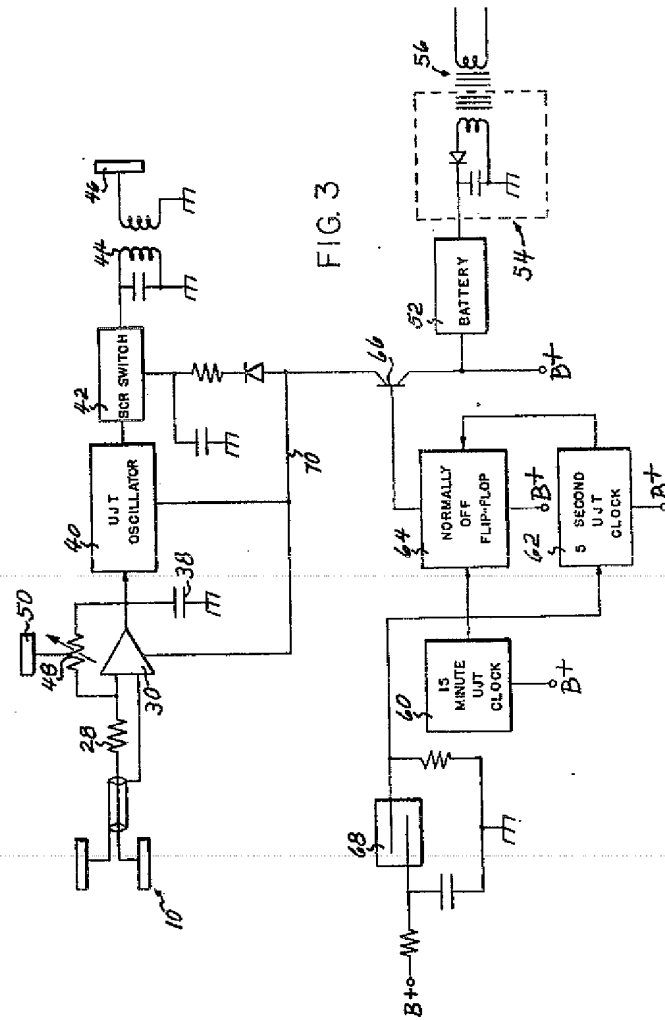 56
46
44
FIG. 3
54
42
SCR SWITCH
52
BATTERY
66
B+
70
40
UJT
OSCILLATOR
38
50
48
30
28
10
64
NORMALLY
OFF
FLIP-FLOP
B+
62
5 SECOND
UJT
CLOCK
B+
60
15
MINUTE
UJT
CLOCK
B+
68
B+